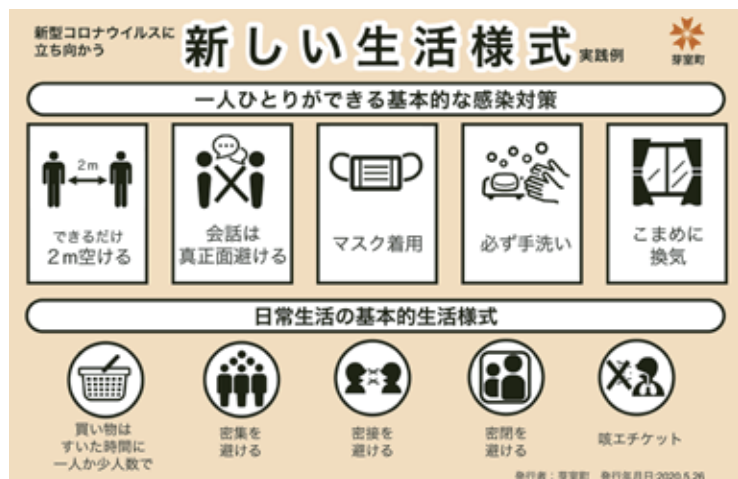 新型コロナウイルスに
立ち向かう
新しい生活様式 実践例
芽室町
一人ひとりができる基本的な感染対策
2m
できるだけ
2m空ける
会話は
真正面避ける
マスク着用
必ず手洗い
こまめに
換気
日常生活の基本的生活様式
買い物は
すいた時間に
一人か少人数で
密集を
避ける
密接を
避ける
密閉を
避ける
咳エチケット
発行者：芽室町 発行年月日:2020.5.26